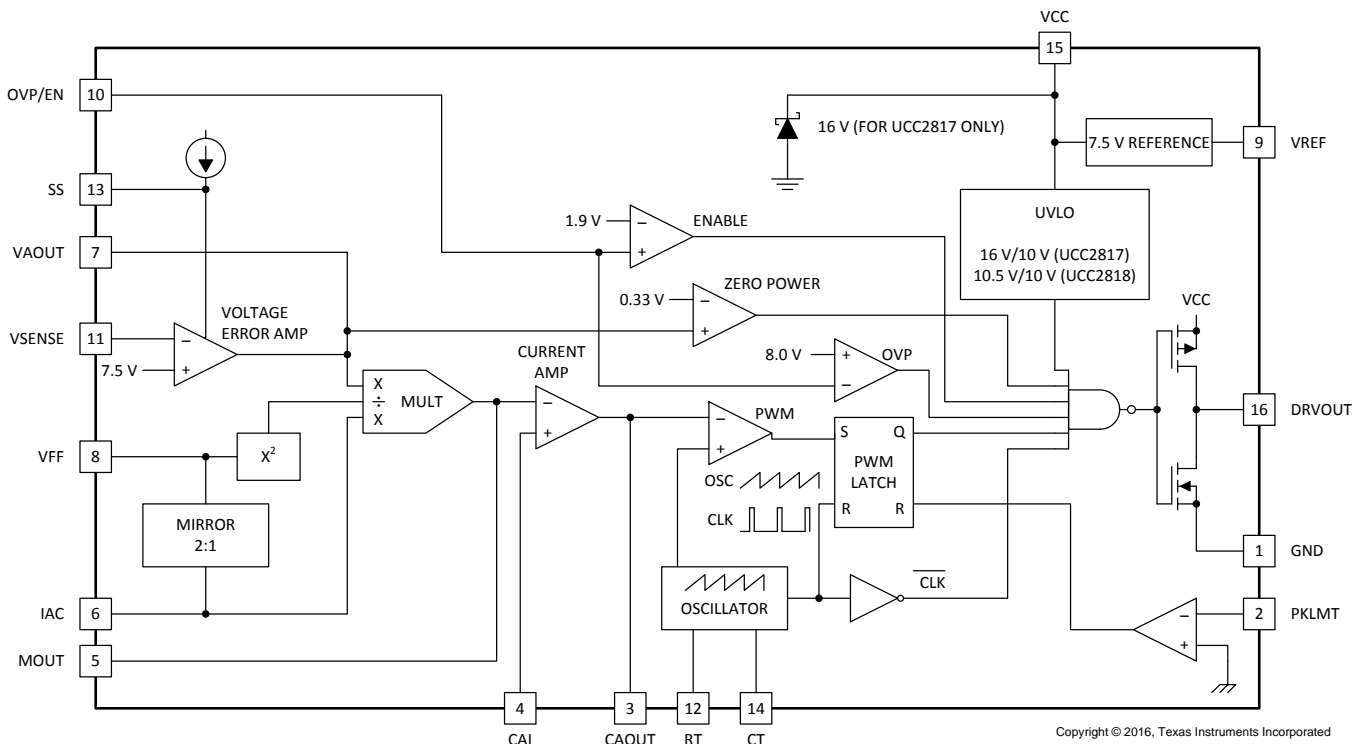 VCC
15
OVP/EN
10
16 V (FOR UCC2817 ONLY)
7.5 V REFERENCE
9
VREF
SS
13
UVLO
16 V/10 V (UCC2817)
10.5 V/10 V (UCC2818)
1.9 V
−
+
ENABLE
VAOUT
7
ZERO POWER
0.33 V
−
+
VCC
VOLTAGE
ERROR AMP
VSENSE
11
−
7.5 V
+
8.0 V
+
−
OVP
CURRENT
AMP
X
÷
X
MULT
−
+
−
+
PWM
16
DRVOUT
S
Q
PWM
LATCH
R
R
VFF
8
X2
OSC
CLK
MIRROR
2:1
1
GND
OSCILLATOR
CLK
IAC
6
−
+
2
PKLMT
MOUT
5
4
3
12
14
CAI
CAOUT
RT
CT
Copyright © 2016, Texas Instruments Incorporated